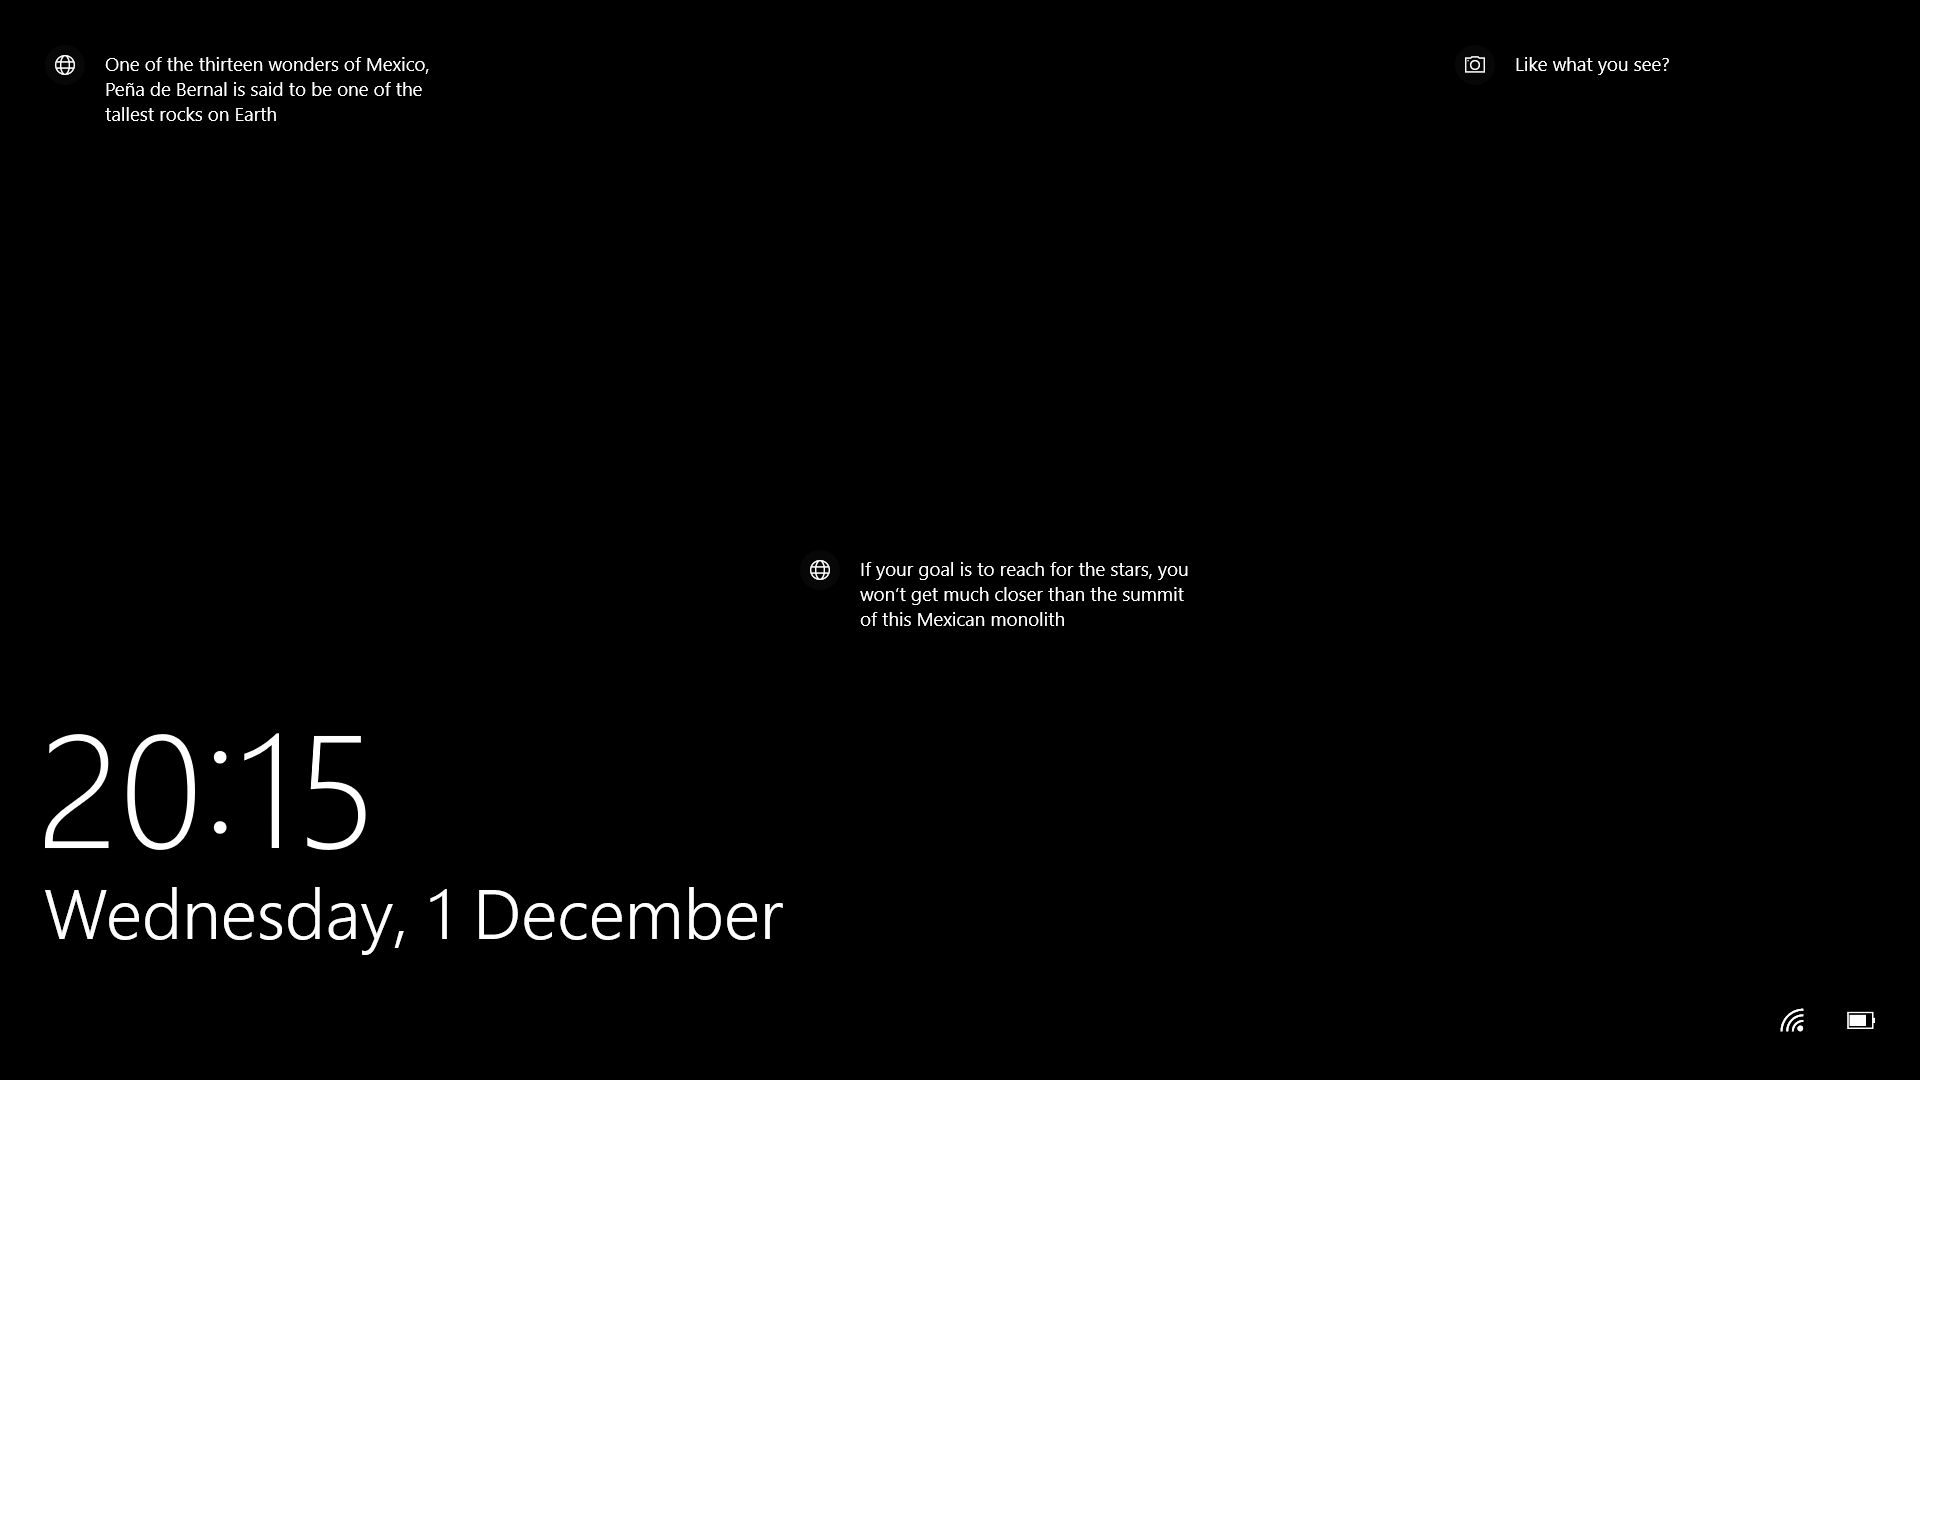 One of the thirteen wonders of Mexico,
Peña de Bernal is said to be one of the
tallest rocks on Earth
Like what you see?
If your goal is to reach for the stars, you
won’t get much closer than the summit
of this Mexican monolith
20:15
Wednesday, 1 December